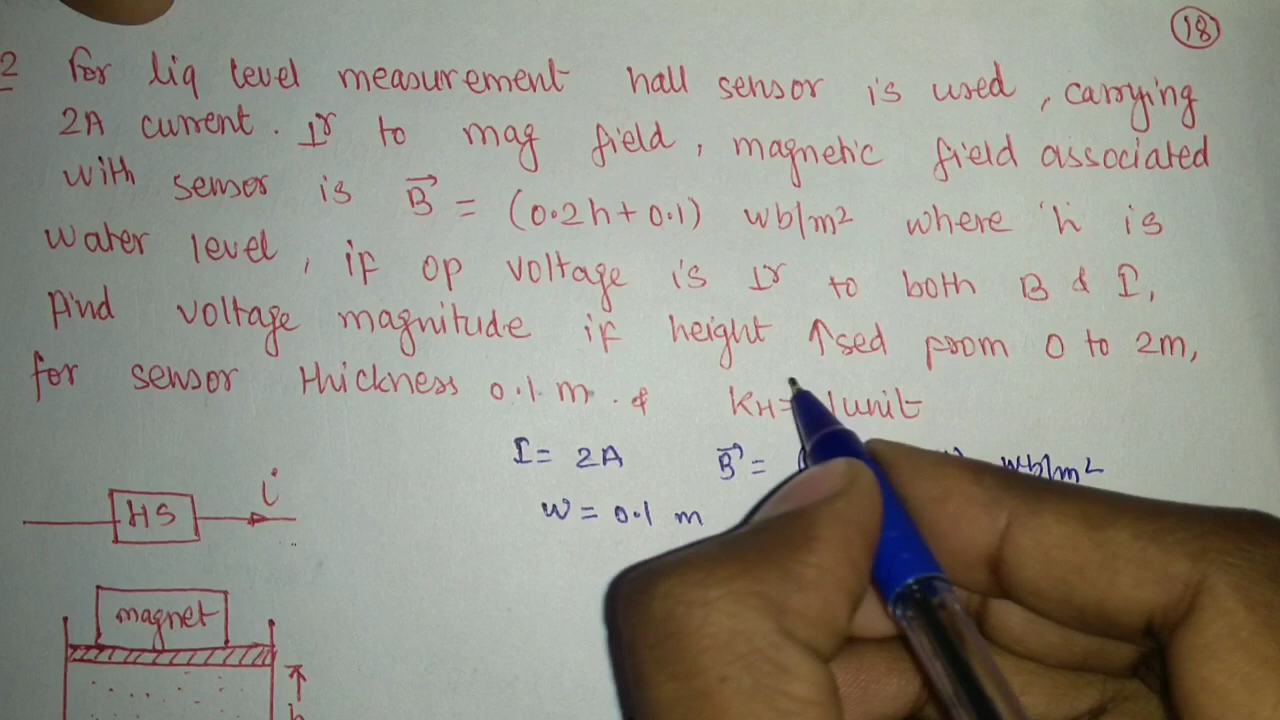 18
2 For liq level measurement hall sensor is used, carrying
2A current. Ir to mag field, magnetic field associated
with sensor is B⃗ = (0.2h+0.1) wb/m² where 'h' is
water level, if op voltage is Ir to both B & I,
find voltage magnitude if height ↑sed from 0 to 2m,
for sensor thickness 0.1 m. & KH= 1unit
I = 2A B⃗ = wb/m²
w = 0.1 m
HS i
magnet
h